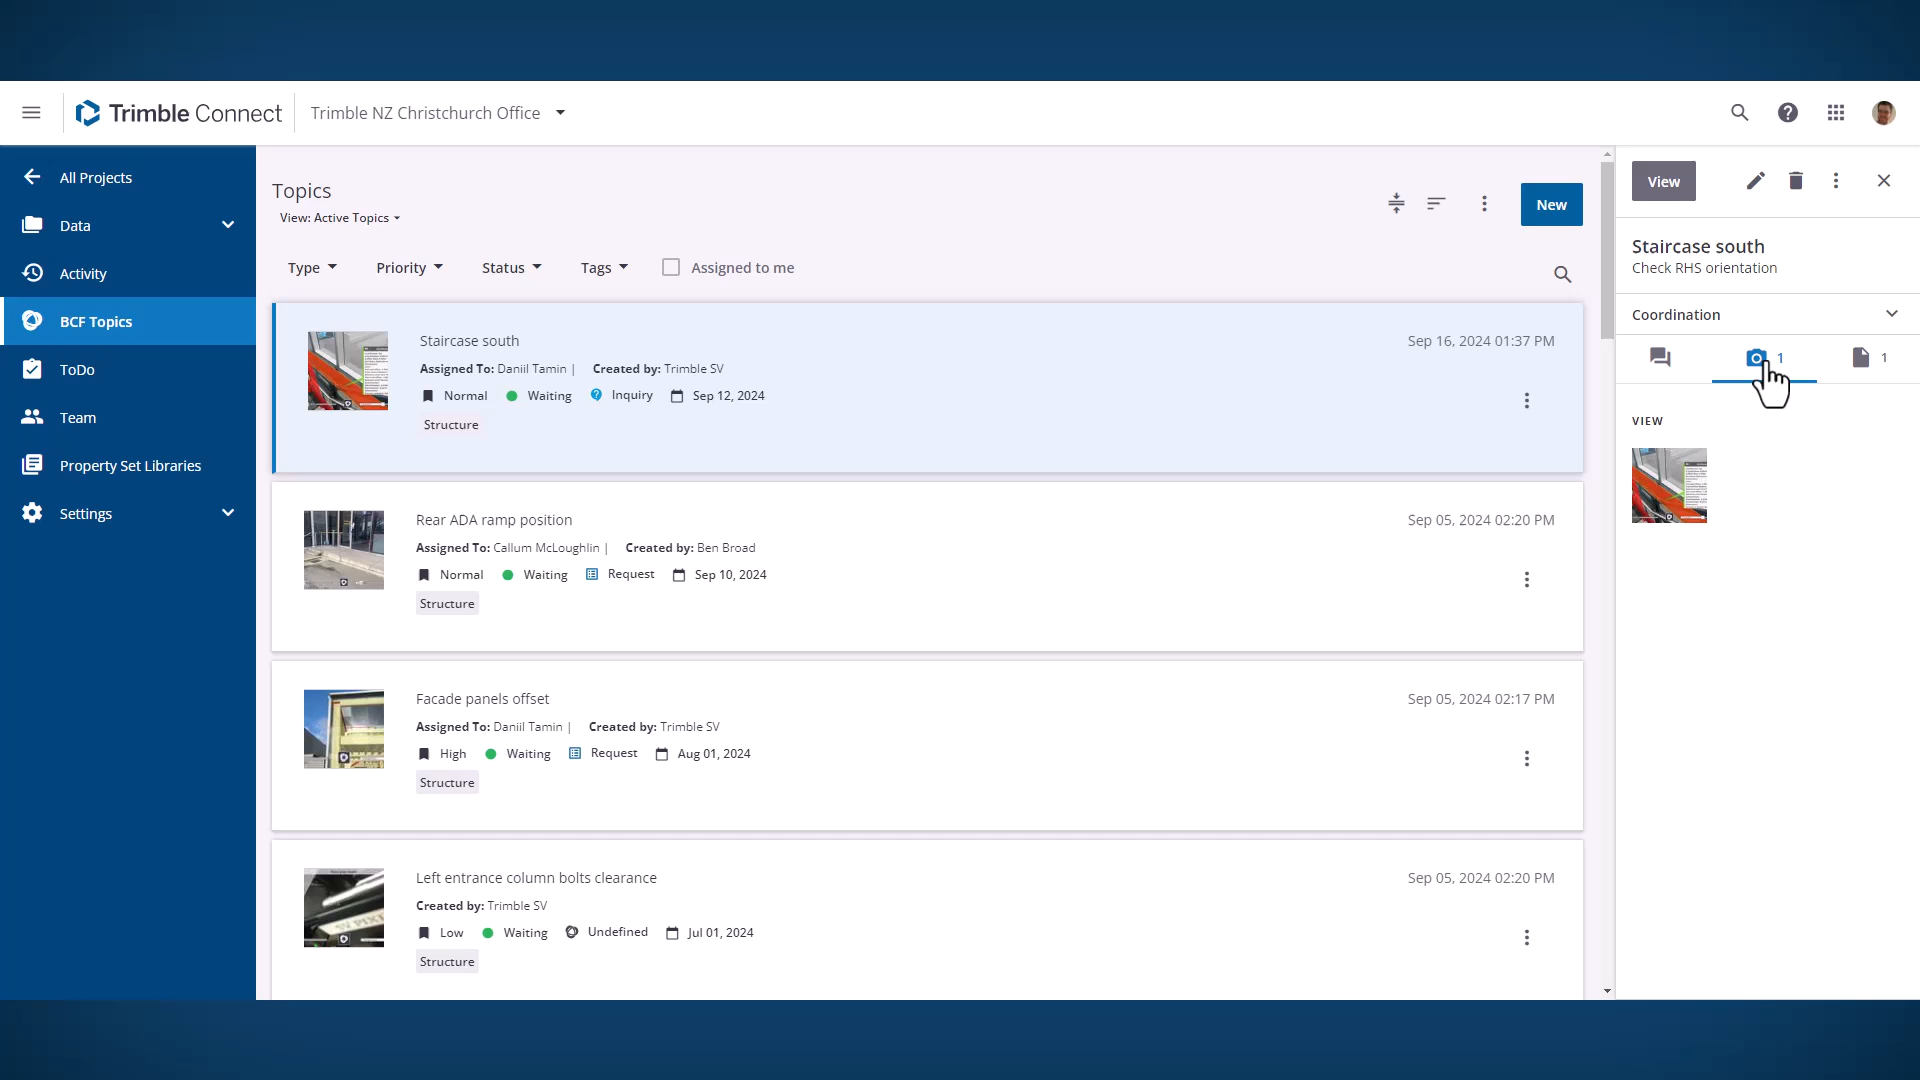 Trimble Connect
Trimble NZ Christchurch Office
All Projects
Data
Activity
BCF Topics
ToDo
Team
Property Set Libraries
Settings
Topics
View: Active Topics
New
Type
Priority
Status
Tags
Assigned to me
Staircase south
Sep 16, 2024 01:37 PM
Assigned To: Daniil Tamin | Created by: Trimble SV
Normal Waiting Inquiry Sep 12, 2024
Structure
Rear ADA ramp position
Sep 05, 2024 02:20 PM
Assigned To: Callum McLoughlin | Created by: Ben Broad
Normal Waiting Request Sep 10, 2024
Structure
Facade panels offset
Sep 05, 2024 02:17 PM
Assigned To: Daniil Tamin | Created by: Trimble SV
High Waiting Request Aug 01, 2024
Structure
Left entrance column bolts clearance
Sep 05, 2024 02:20 PM
Created by: Trimble SV
Low Waiting Undefined Jul 01, 2024
Structure
View
Staircase south
Check RHS orientation
Coordination
1
1
VIEW